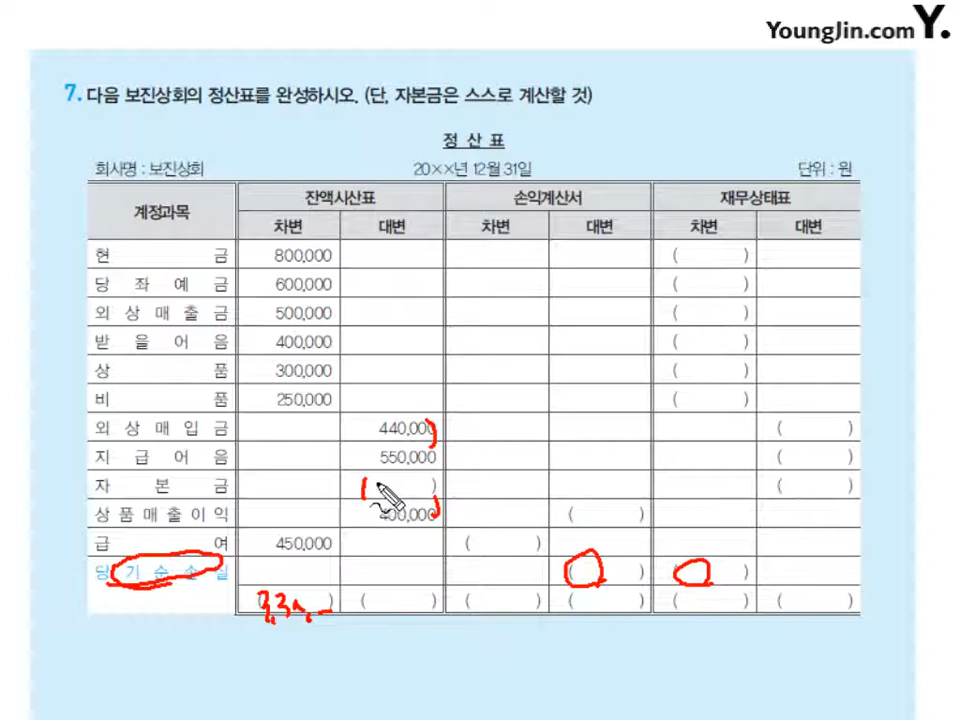 YoungJin.com Y.
7. 다음 보진상회의 정산표를 완성하시오. (단, 자본금은 스스로 계산할 것)
정 산 표
회사명 : 보진상회 20××년 12월 31일 단위 : 원
계정과목 잔액시산표 손익계산서 재무상태표
차변 대변 차변 대변 차변 대변
현 금 800,000 ( )
당 좌 예 금 600,000 ( )
외 상 매 출 금 500,000 ( )
받 을 어 음 400,000 ( )
상 품 300,000 ( )
비 품 250,000 ( )
외 상 매 입 금 440,000 ( )
지 급 어 음 550,000 ( )
자 본 금 ( ) ( )
상 품 매 출 이 익 400,000 ( )
급 여 450,000 ( )
당 기 순 손 실 ( ) ( )
( ) ( ) ( ) ( ) ( ) ( )